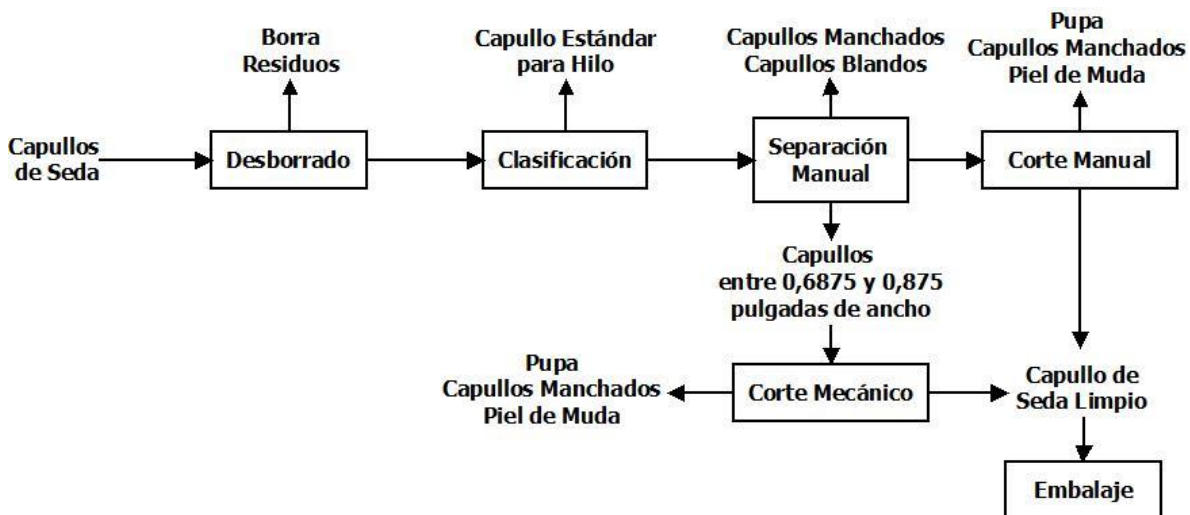 Borra
Residuos
Capullo Estándar
para Hilo
Capullos Manchados
Capullos Blandos
Pupa
Capullos Manchados
Piel de Muda
Capullos
de Seda
Desborrado
Clasificación
Separación
Manual
Corte Manual
Capullos
entre 0,6875 y 0,875
pulgadas de ancho
Pupa
Capullos Manchados
Piel de Muda
Corte Mecánico
Capullo de
Seda Limpio
Embalaje